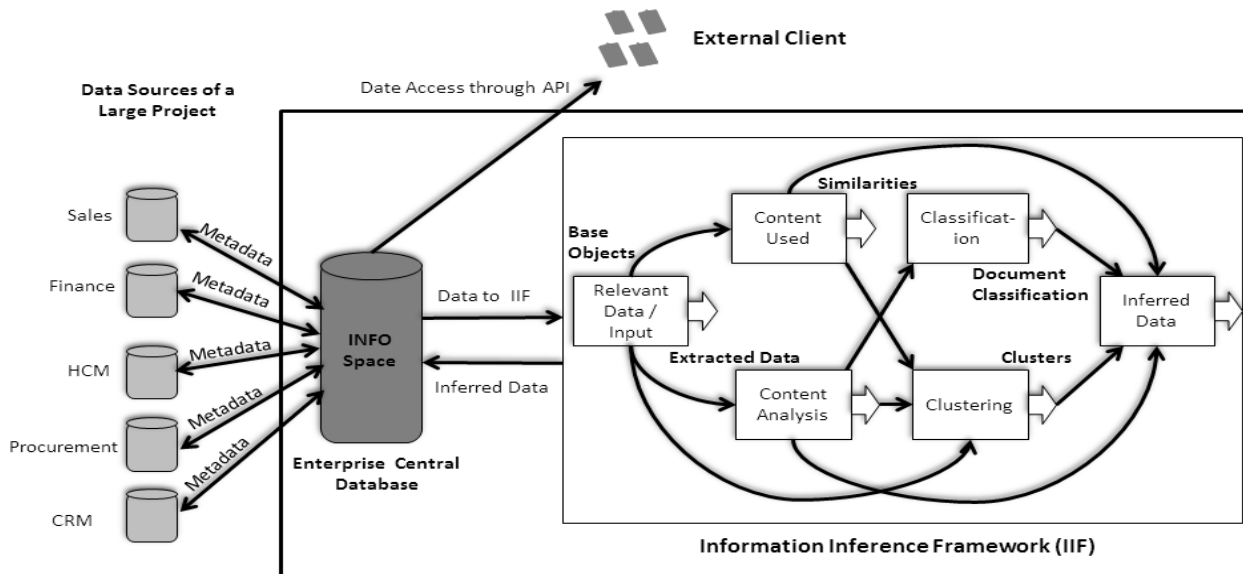 External Client
Data Sources of a
Large Project
Date Access through API
Sales
Metadata
Finance
Metadata
HCM
Metadata
Procurement
Metadata
CRM
Metadata
INFO
Space
Enterprise Central
Database
Data to IIF
Inferred Data
Base
Objects
Relevant
Data /
Input
Extracted Data
Similarities
Content
Used
Content
Analysis
Classificat-
ion
Document
Classification
Clusters
Clustering
Inferred
Data
Information Inference Framework (IIF)